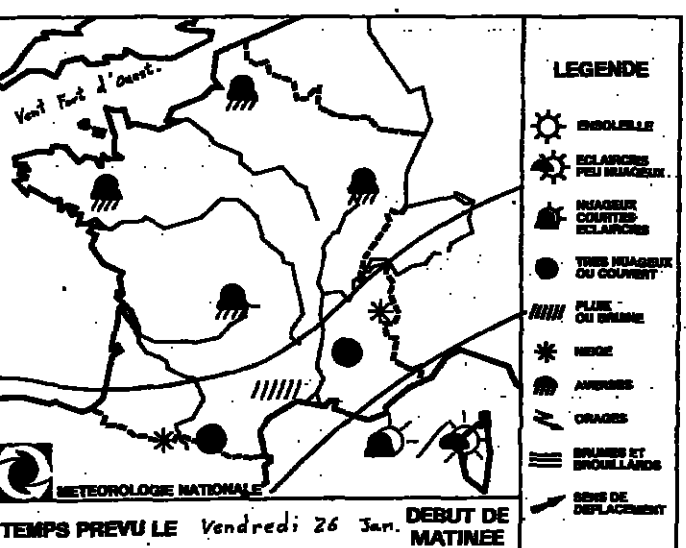 Vent Fort d'Ouest.
LEGENDE
ENSOLEILLE
ECLAIRCIES
PEU NUAGEUX
NUAGEUX
COURTES
ECLAIRCIES
TRES NUAGEUX
OU COUVERT
PLUIE
OU BRUINE
NEIGE
AVERSES
ORAGES
BRUMES ET
BROUILLARDS
SENS DE
DEPLACEMENT
METEOROLOGIE NATIONALE
TEMPS PREVU LE Vendredi 26 Jan. DEBUT DE
MATINEE